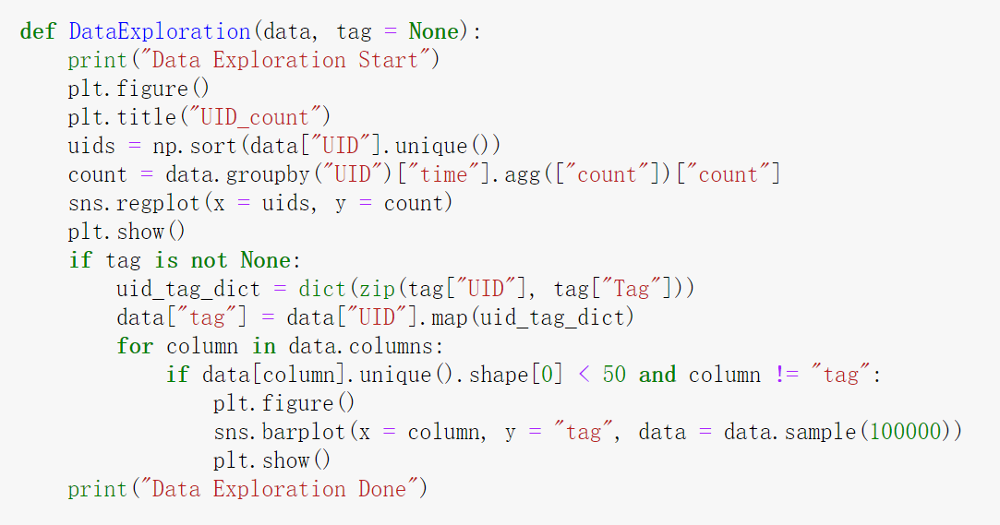 def DataExploration(data, tag = None):
    print("Data Exploration Start")
    plt.figure()
    plt.title("UID_count")
    uids = np.sort(data["UID"].unique())
    count = data.groupby("UID")["time"].agg(["count"])["count"]
    sns.regplot(x = uids, y = count)
    plt.show()
    if tag is not None:
        uid_tag_dict = dict(zip(tag["UID"], tag["Tag"]))
        data["tag"] = data["UID"].map(uid_tag_dict)
        for column in data.columns:
            if data[column].unique().shape[0] < 50 and column != "tag":
                plt.figure()
                sns.barplot(x = column, y = "tag", data = data.sample(100000))
                plt.show()
    print("Data Exploration Done")